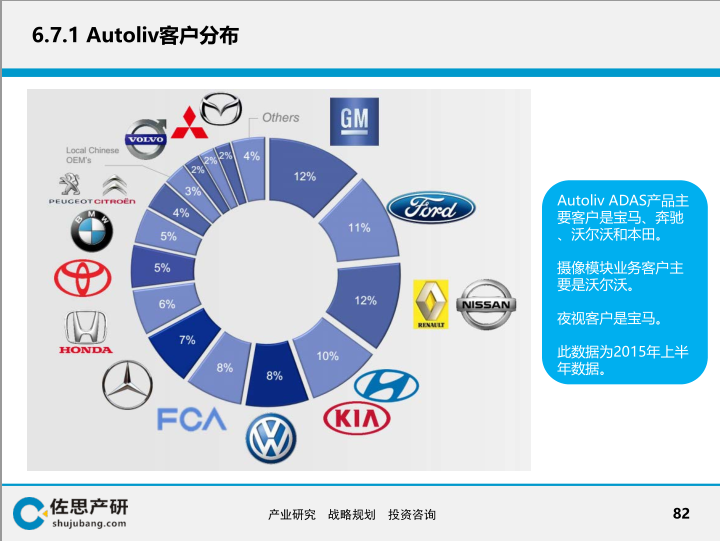 6.7.1 Autoliv客户分布
Others
GM
VOLVO
Local Chinese
OEM's
4%
2%
2%
2%
3%
12%
PEUGEOT CITROËN
4%
11%
Ford
BMW
5%
5%
12%
RENAULT
NISSAN
6%
HONDA
7%
8%
8%
10%
FCA
KIA
Autoliv ADAS产品主
要客户是宝马、奔驰
、沃尔沃和本田。
摄像模块业务客户主
要是沃尔沃。
夜视客户是宝马。
此数据为2015年上半
年数据。
佐思产研
shujubang.com
产业研究 战略规划 投资咨询
82